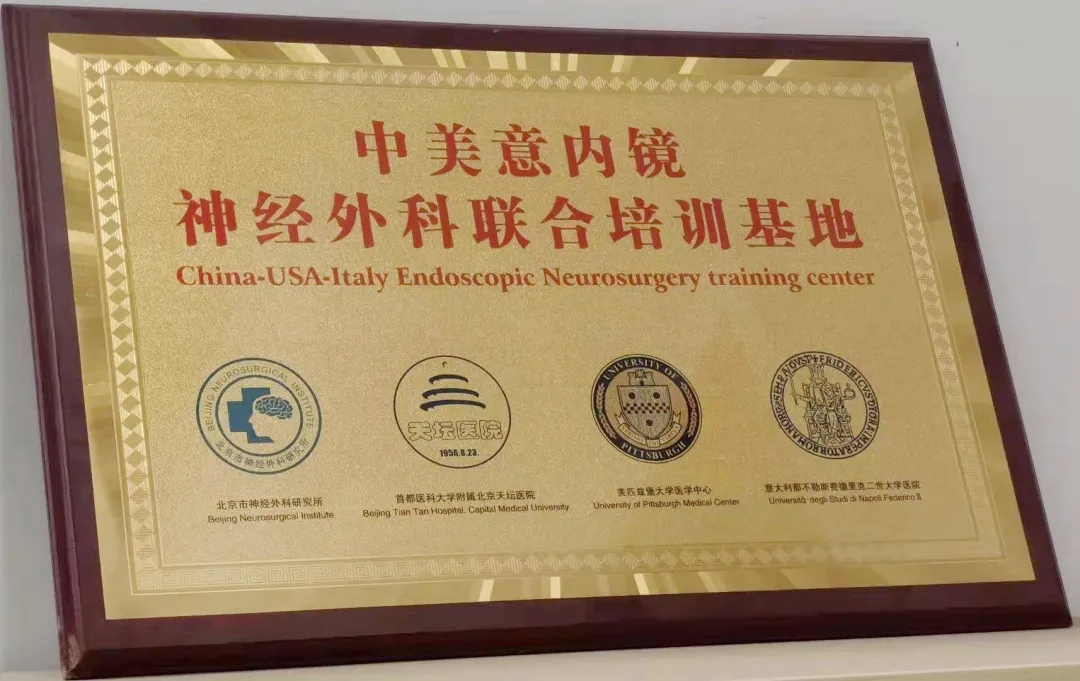 中美意内镜
神经外科联合培训基地
China-USA-Italy Endoscopic Neurosurgery training center
BEIJING NEUROSURGICAL INSTITUTE
北京市神经外科研究所
天坛医院
1956.8.23.
UNIVERSITY OF
PITTSBURGH
北京市神经外科研究所
Beijing Neurosurgical Institute
首都医科大学附属北京天坛医院
Beijing Tian Tan Hospital, Capital Medical University
美匹兹堡大学医学中心
University of Pittsburgh Medical Center
意大利那不勒斯费德里克二世大学医院
Università degli Studi di Napoli Federico II